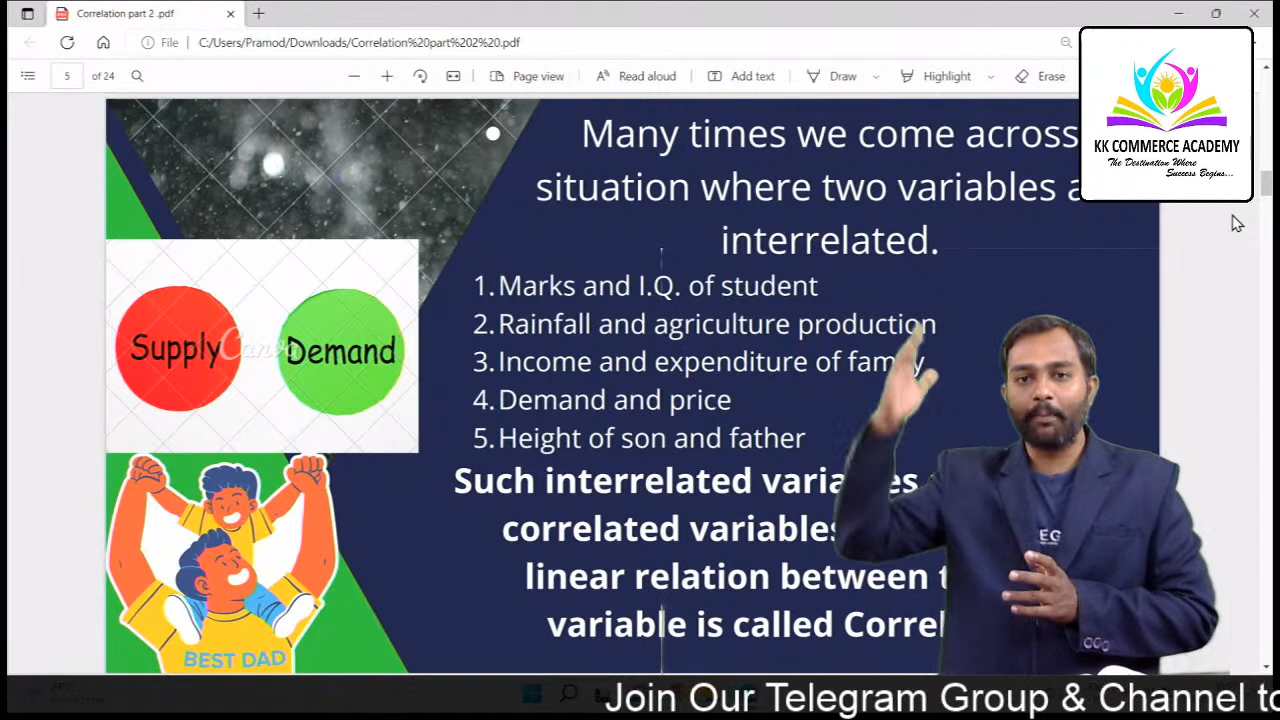 Correlation part 2 .pdf
File
C:/Users/Pramod/Downloads/Correlation%20part%202%20.pdf
5 of 24
Page view
Read aloud
Add text
Draw
Highlight
Erase
KK COMMERCE ACADEMY
The Destination Where
Success Begins...
Many times we come across
situation where two variables
interrelated.
1. Marks and I.Q. of student
2. Rainfall and agriculture production
3. Income and expenditure of family
4. Demand and price
5. Height of son and father
Such interrelated variables
correlated variables
linear relation between
variable is called
Supply
Canva
Demand
BEST DAD
Join Our Telegram Group & Channel to